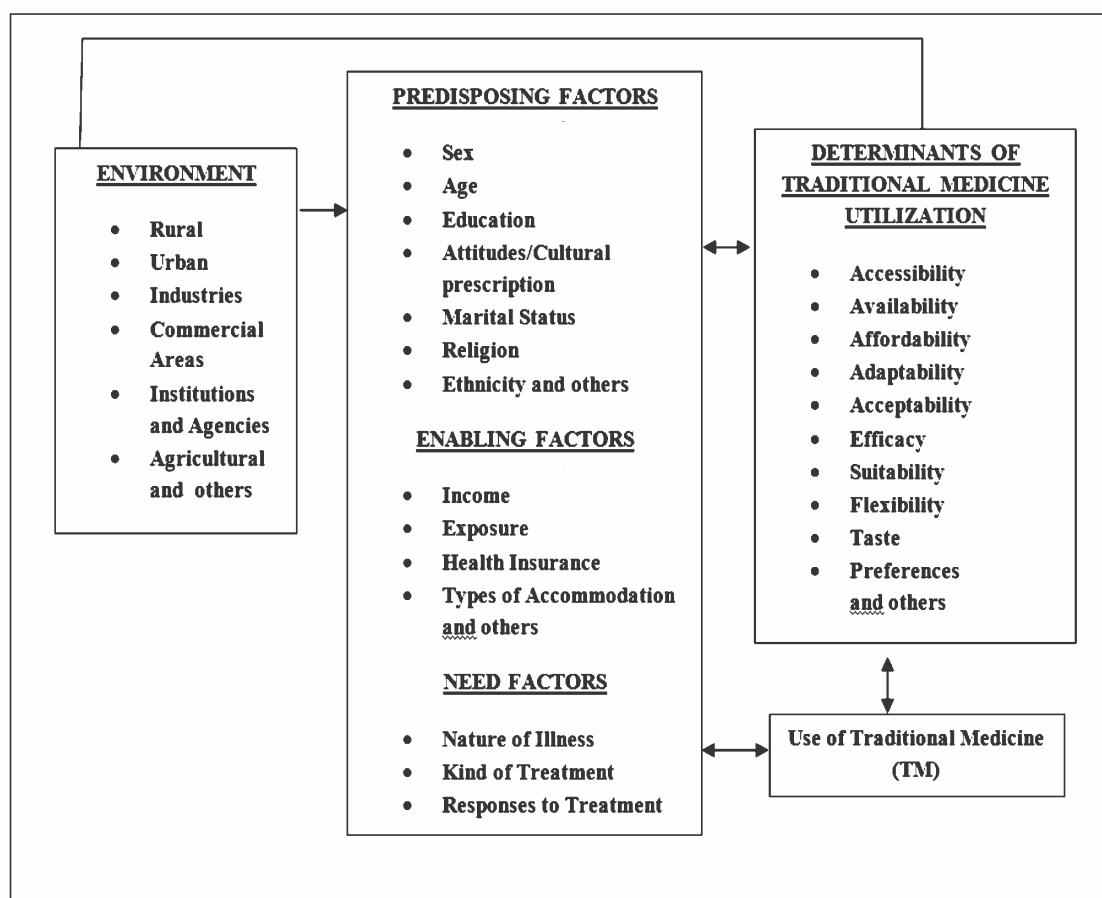 ENVIRONMENT
• Rural
• Urban
• Industries
• Commercial
Areas
• Institutions
and Agencies
• Agricultural
and others
PREDISPOSING FACTORS
• Sex
• Age
• Education
• Attitudes/Cultural
prescription
• Marital Status
• Religion
• Ethnicity and others
ENABLING FACTORS
• Income
• Exposure
• Health Insurance
• Types of Accommodation
and others
NEED FACTORS
• Nature of Illness
• Kind of Treatment
• Responses to Treatment
DETERMINANTS OF
TRADITIONAL MEDICINE
UTILIZATION
• Accessibility
• Availability
• Affordability
• Adaptability
• Acceptability
• Efficacy
• Suitability
• Flexibility
• Taste
• Preferences
and others
Use of Traditional Medicine
(TM)